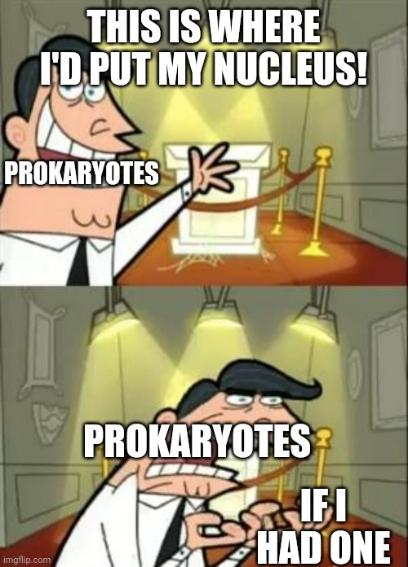 THIS IS WHERE
I'D PUT MY NUCLEUS!
PROKARYOTES
PROKARYOTES
IF I
HAD ONE
imgflip.com